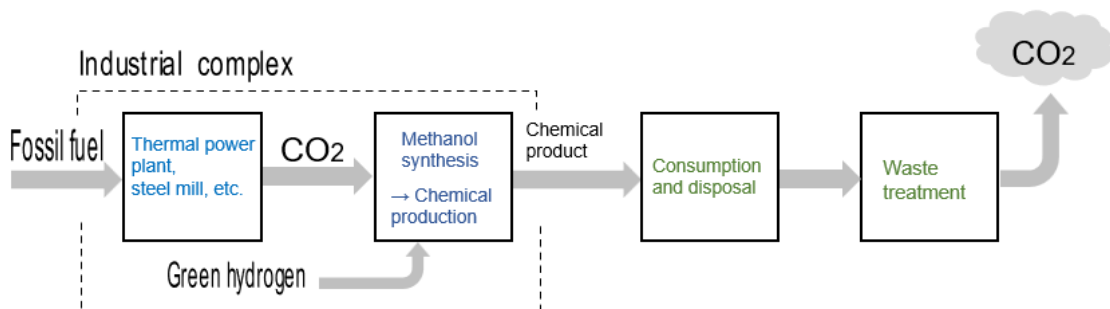 CO2
Industrial complex
Fossil fuel
Thermal power
plant,
steel mill, etc.
CO2
Methanol
synthesis
→ Chemical
production
Chemical
product
Consumption
and disposal
Waste
treatment
Green hydrogen